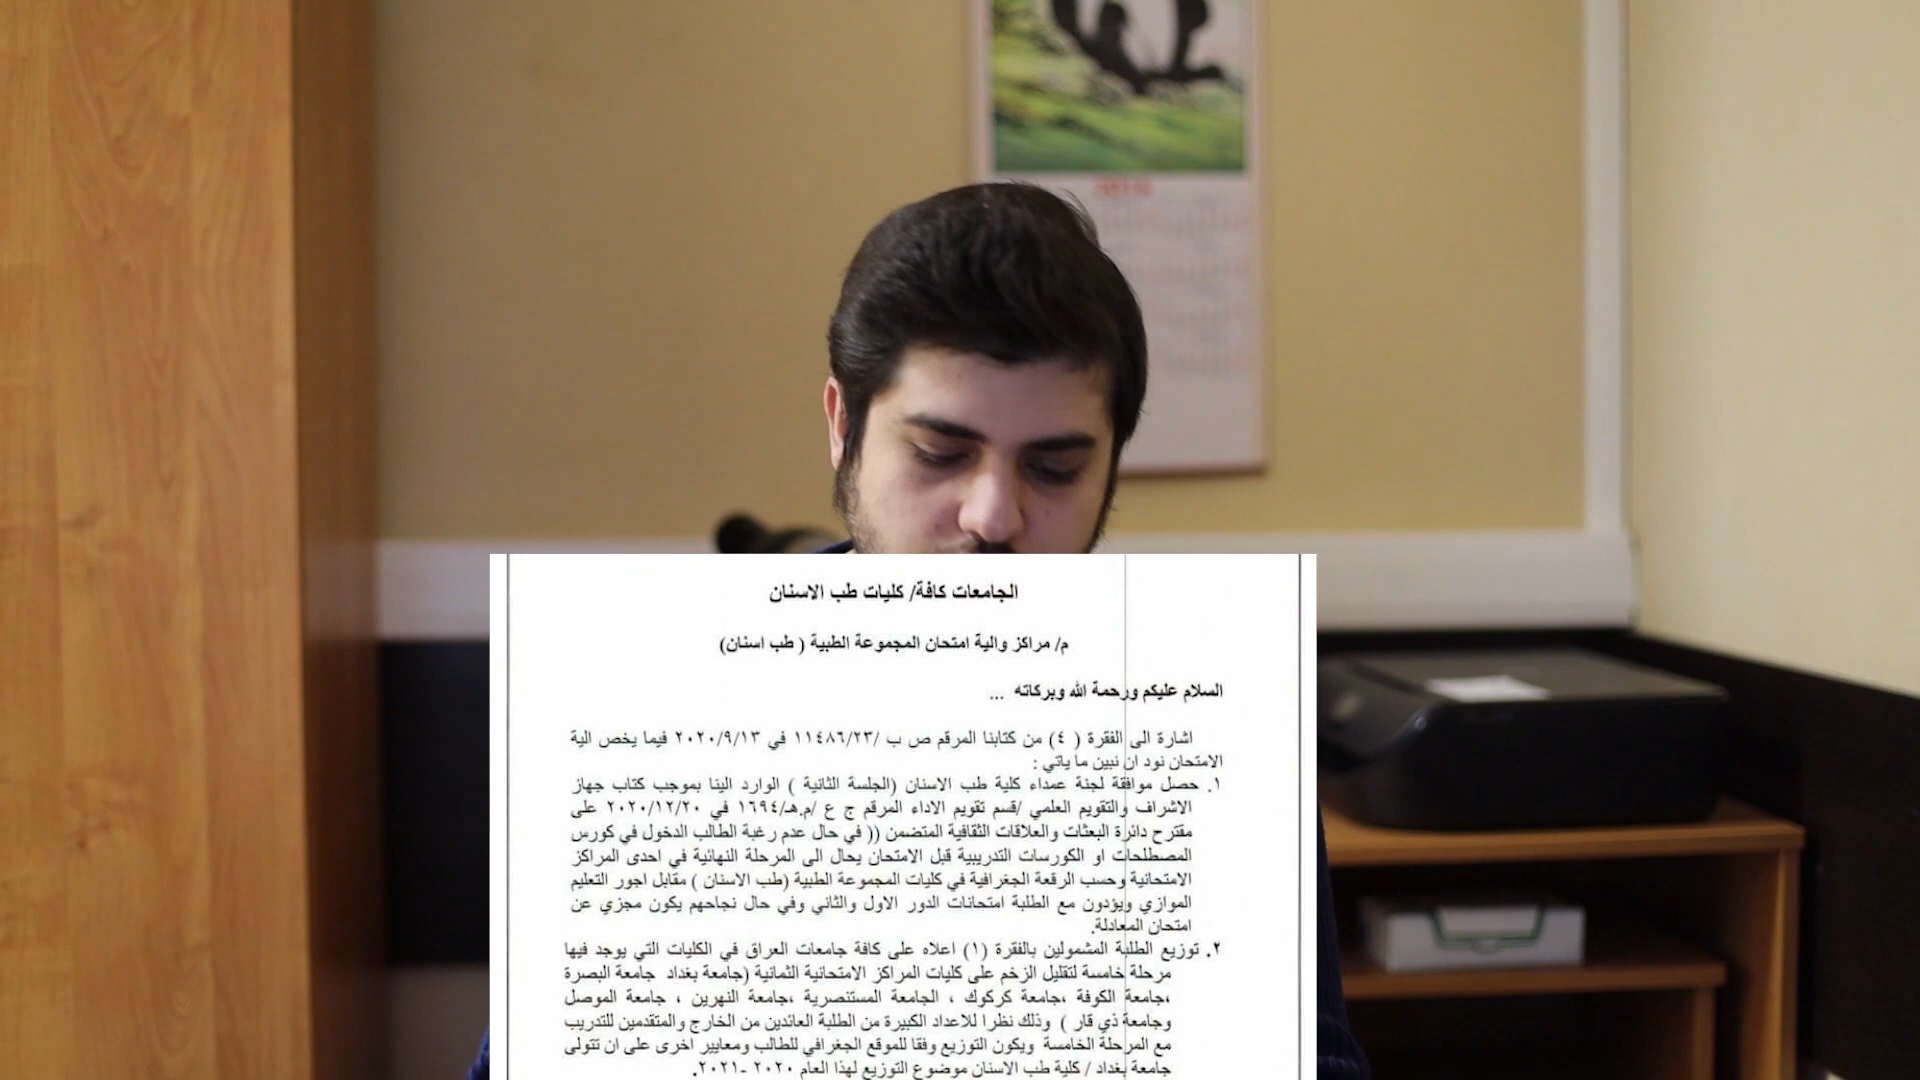 الجامعات كافة/ كليات طب الاسنان
م/ مراكز والية امتحان المجموعة الطبية ( طب اسنان)
السلام عليكم ورحمة الله وبركاته ...
اشارة الى الفقرة ( ٤) من كتابنا المرقم ص ب /١١٤٨٦/٢٣ في ٢٠٢٠/٩/١٣ فيما يخص الية
الامتحان نود ان نبين ما ياتي :
١. حصل موافقة لجنة عمداء كلية طب الاسنان (الجلسة الثانية ) الوارد الينا بموجب كتاب جهاز
الاشراف والتقويم العلمي /قسم تقويم الاداء المرقم ج ع /م.هـ/١٦٩٤ في ٢٠٢٠/١٢/٢٠ على
مقترح دائرة البعثات والعلاقات الثقافية المتضمن (( في حال عدم رغبة الطالب الدخول في كورس
المصطلحات او الكورسات التدريبية قبل الامتحان يحال الى المرحلة النهائية في احدى المراكز
الامتحانية وحسب الرقعة الجغرافية في كليات المجموعة الطبية (طب الاسنان ) مقابل اجور التعليم
الموازي ويؤدون مع الطلبة امتحانات الدور الاول والثاني وفي حال نجاحهم يكون مجزي عن
امتحان المعادلة.
٢. توزيع الطلبة المشمولين بالفقرة (١) اعلاه على كافة جامعات العراق في الكليات التي يوجد فيها
مرحلة خامسة لتقليل الزخم على كليات المراكز الامتحانية الثمانية (جامعة بغداد جامعة البصرة
،جامعة الكوفة ،جامعة كركوك ، الجامعة المستنصرية ،جامعة النهرين ، جامعة الموصل
وجامعة ذي قار ) وذلك نظرا للاعداد الكبيرة من الطلبة العائدين من الخارج والمتقدمين للتدريب
مع المرحلة الخامسة ويكون التوزيع وفقا للموقع الجغرافي للطالب ومعايير اخرى على ان تتولى
جامعة بغداد / كلية طب الاسنان موضوع التوزيع لهذا العام ٢٠٢٠ -٢٠٢١.